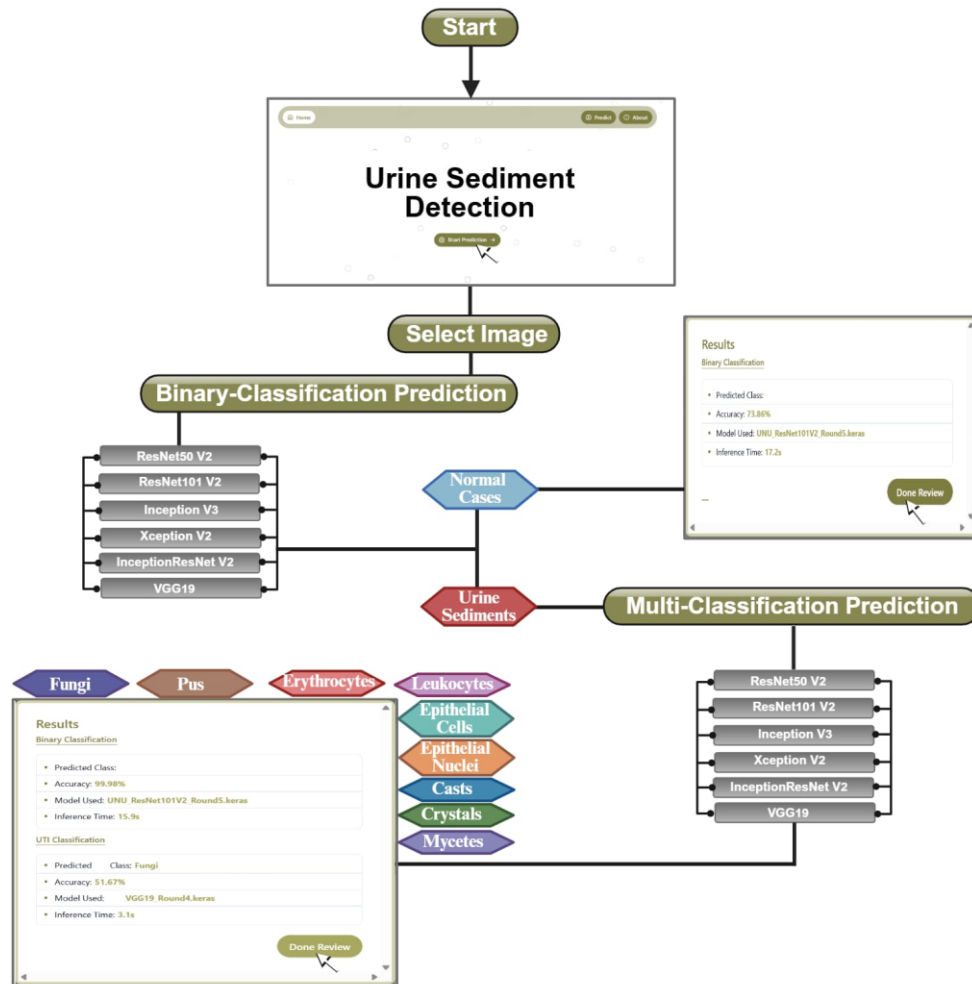 Start
Home
Predict
About
Urine Sediment
Detection
Start Prediction →
Select Image
Binary-Classification Prediction
ResNet50 V2
ResNet101 V2
Inception V3
Xception V2
InceptionResNet V2
VGG19
Normal
Cases
Urine
Sediments
Results
Binary Classification
• Predicted Class:
• Accuracy: 73.86%
• Model Used: UNU_ResNet101V2_Round5.keras
• Inference Time: 17.2s
Done Review
Multi-Classification Prediction
ResNet50 V2
ResNet101 V2
Inception V3
Xception V2
InceptionResNet V2
VGG19
Fungi
Pus
Erythrocytes
Leukocytes
Epithelial
Cells
Epithelial
Nuclei
Casts
Crystals
Mycetes
Results
Binary Classification
• Predicted Class:
• Accuracy: 99.98%
• Model Used: UNU_ResNet101V2_Round5.keras
• Inference Time: 15.9s
UTI Classification
• Predicted Class: Fungi
• Accuracy: 51.67%
• Model Used: VGG19_Round4.keras
• Inference Time: 3.1s
Done Review